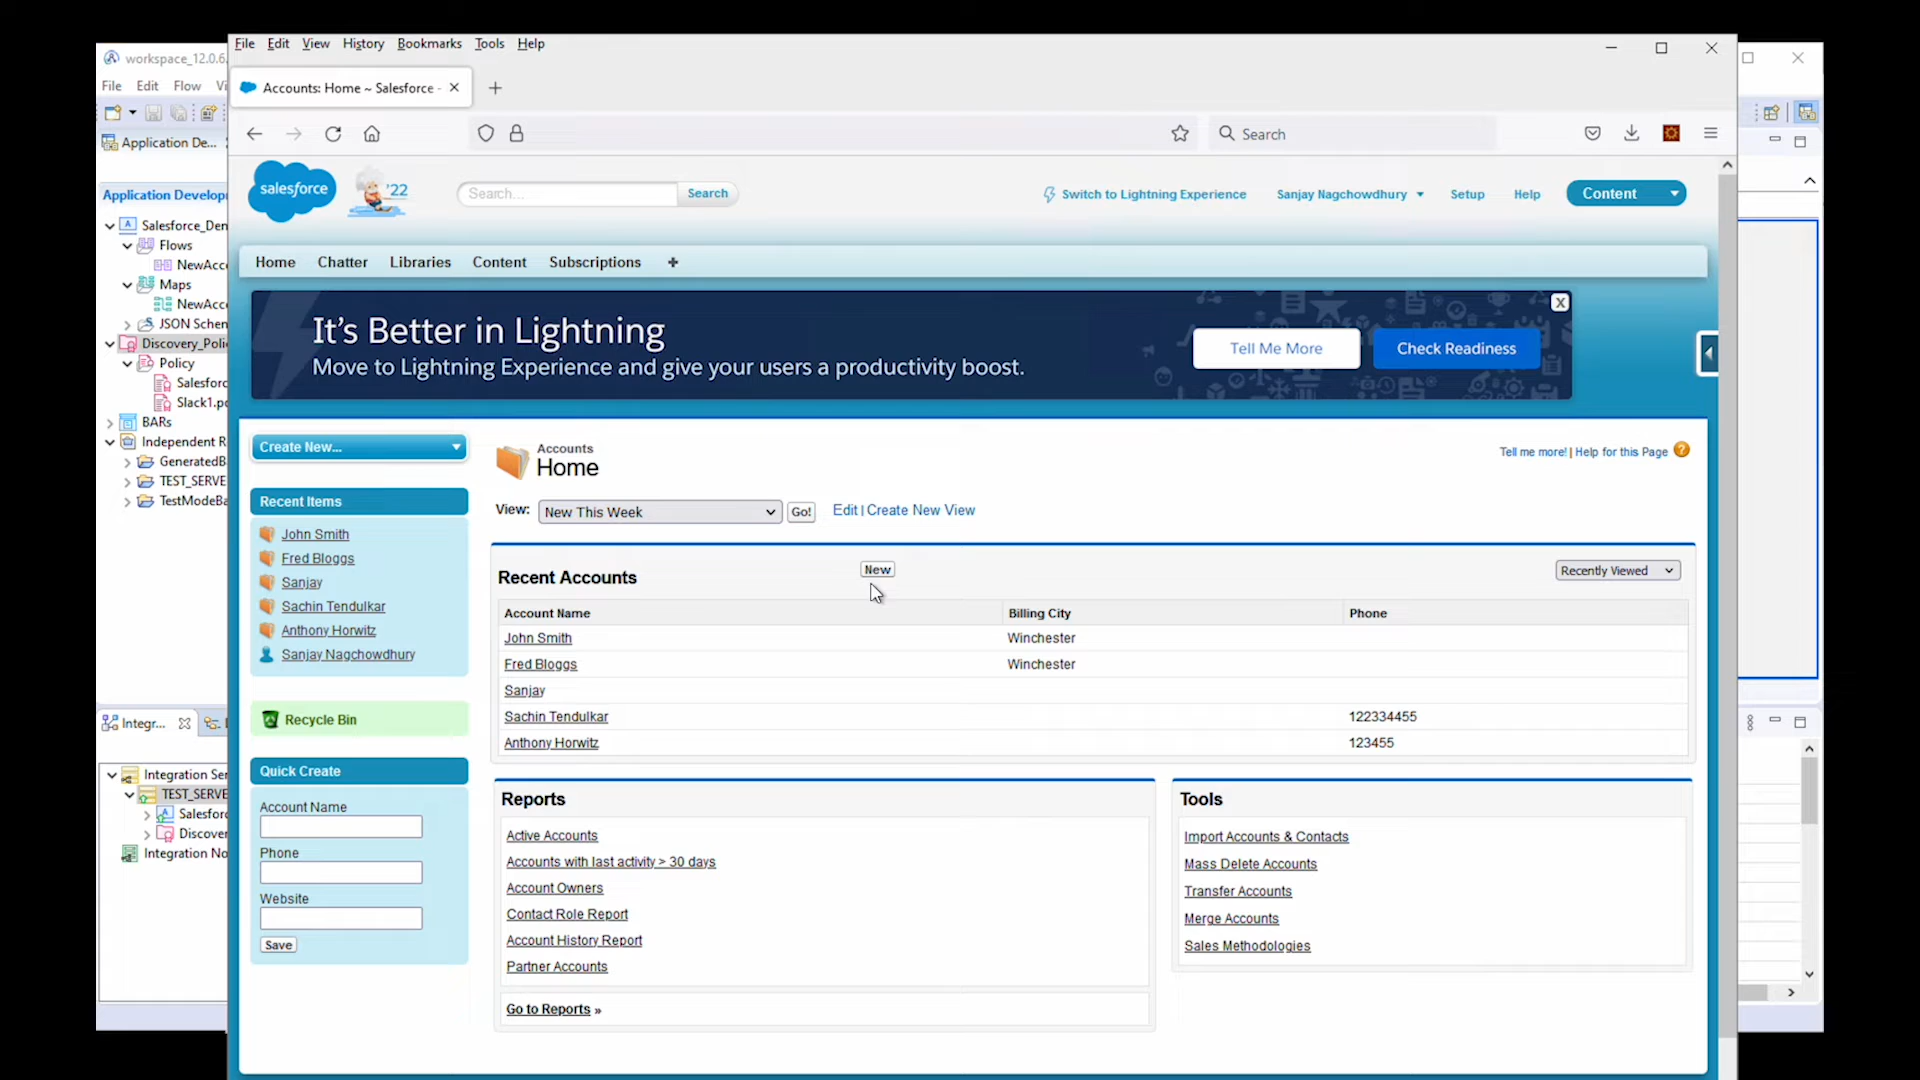 File Edit View History Bookmarks Tools Help
workspace_12.0.6.
Accounts: Home ~ Salesforce -
File Edit Flow
Application De...
Search
salesforce
'22
Search...
Search
Switch to Lightning Experience
Sanjay Nagchowdhury
Setup
Help
Content
Application Develop
Salesforce_Den
Flows
NewAcc
Maps
NewAcc
JSON Schen
Discovery_Poli
Policy
Salesforc
Slack1.po
BARs
Independent R
GeneratedB
TEST_SERVE
TestModeBa
Home Chatter Libraries Content Subscriptions +
It's Better in Lightning
Move to Lightning Experience and give your users a productivity boost.
Tell Me More
Check Readiness
X
Create New...
Recent Items
John Smith
Fred Bloggs
Sanjay
Sachin Tendulkar
Anthony Horwitz
Sanjay Nagchowdhury
Recycle Bin
Quick Create
Account Name
Phone
Website
Save
Accounts
Home
Tell me more! | Help for this Page ?
View: New This Week Go! Edit | Create New View
Recent Accounts
New
Recently Viewed
Account Name Billing City Phone
John Smith Winchester
Fred Bloggs Winchester
Sanjay
Sachin Tendulkar 122334455
Anthony Horwitz 123455
Reports
Active Accounts
Accounts with last activity > 30 days
Account Owners
Contact Role Report
Account History Report
Partner Accounts
Go to Reports »
Tools
Import Accounts & Contacts
Mass Delete Accounts
Transfer Accounts
Merge Accounts
Sales Methodologies
Integr...
Integration Ser
TEST_SERVE
Salesforc
Discover
Integration No